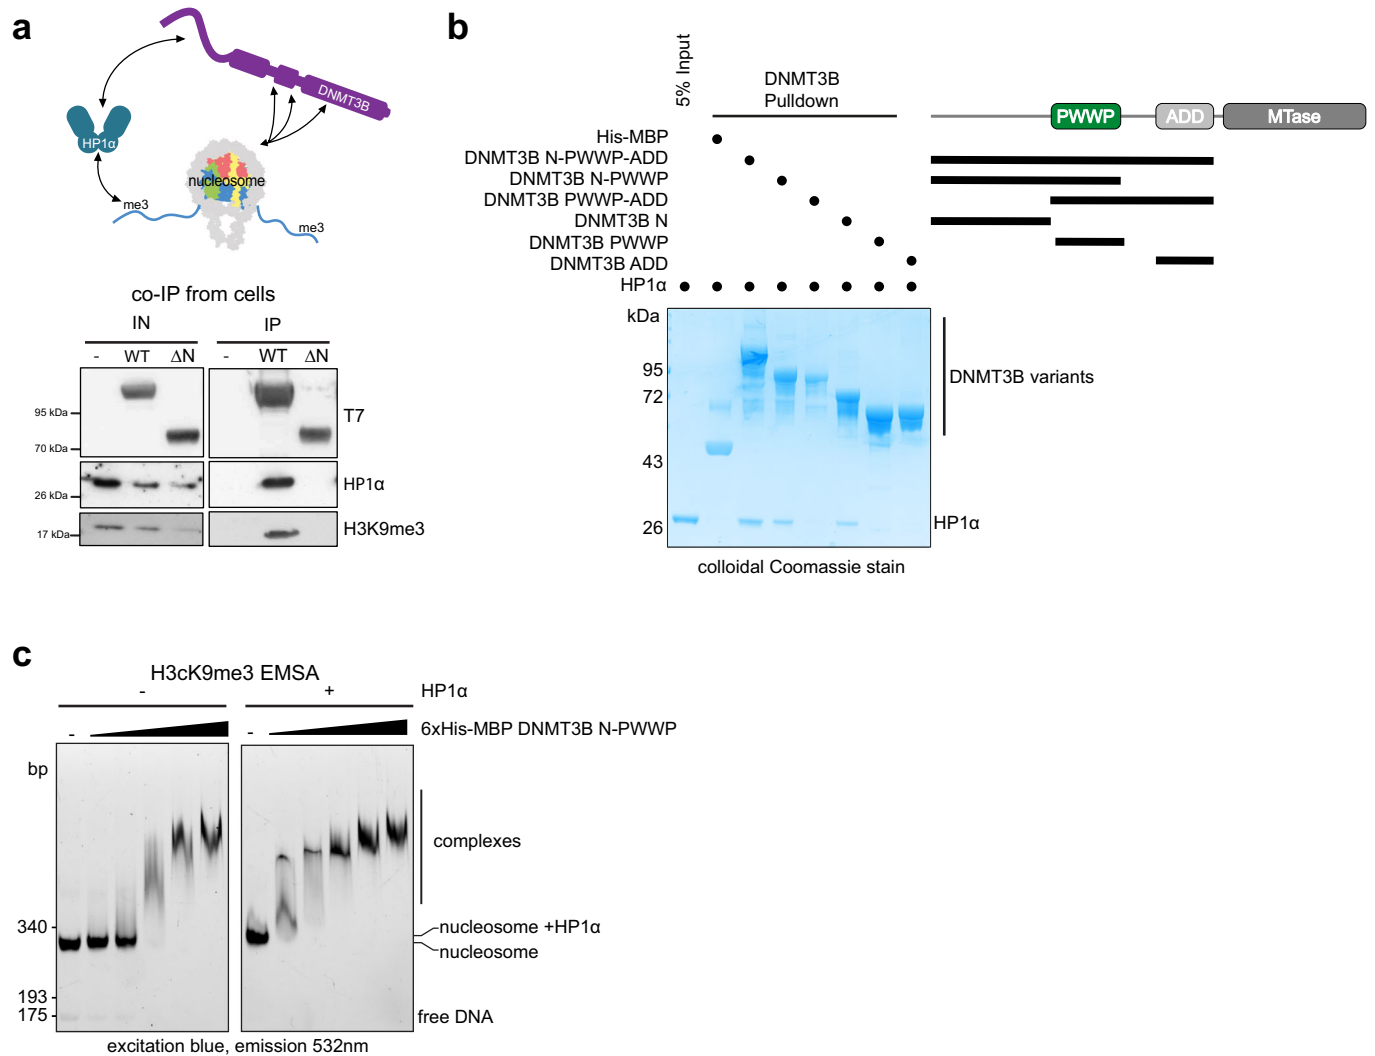 a
DNMT3B
HP1α
nucleosome
me3
me3
co-IP from cells
IN IP
- WT ΔN - WT ΔN
95 kDa
70 kDa
T7
26 kDa
HP1α
17 kDa
H3K9me3
b
5% Input
DNMT3B
Pulldown
PWWP ADD MTase
His-MBP
DNMT3B N-PWWP-ADD
DNMT3B N-PWWP
DNMT3B PWWP-ADD
DNMT3B N
DNMT3B PWWP
DNMT3B ADD
HP1α
kDa
95
72
43
26
DNMT3B variants
HP1α
colloidal Coomassie stain
c
H3cK9me3 EMSA
- + HP1α
- - 6xHis-MBP DNMT3B N-PWWP
bp
340
193
175
complexes
nucleosome +HP1α
nucleosome
free DNA
excitation blue, emission 532nm